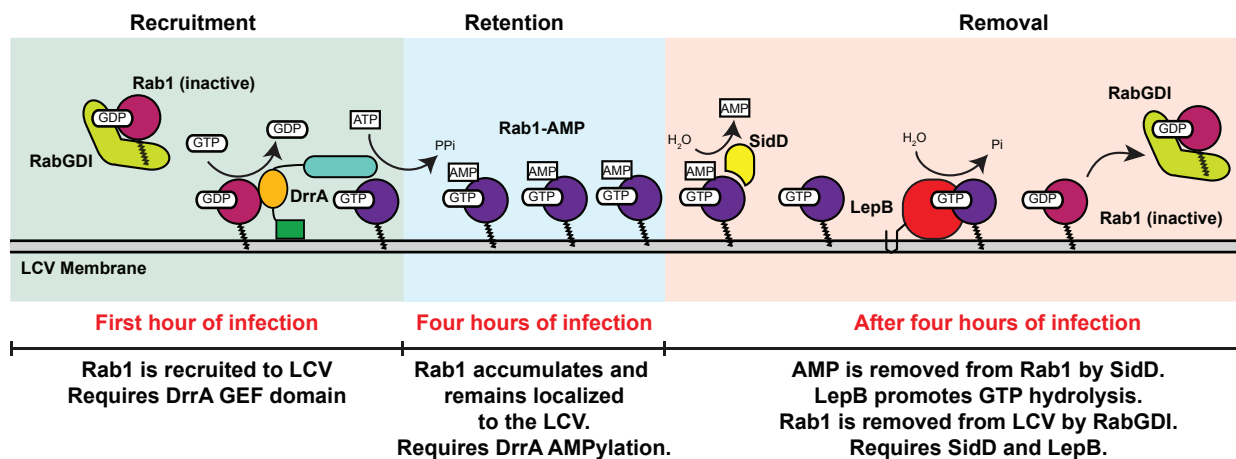 Recruitment
Retention
Removal
Rab1 (inactive)
GDP
RabGDI
GTP
GDP
ATP
GDP
DrrA
GTP
PPi
Rab1-AMP
AMP
GTP
AMP
GTP
AMP
GTP
H2O
AMP
SidD
AMP
GTP
GTP
LepB
H2O
Pi
GTP
GDP
RabGDI
GDP
Rab1 (inactive)
LCV Membrane
First hour of infection
Four hours of infection
After four hours of infection
Rab1 is recruited to LCV
Requires DrrA GEF domain
Rab1 accumulates and
remains localized
to the LCV.
Requires DrrA AMPylation.
AMP is removed from Rab1 by SidD.
LepB promotes GTP hydrolysis.
Rab1 is removed from LCV by RabGDI.
Requires SidD and LepB.